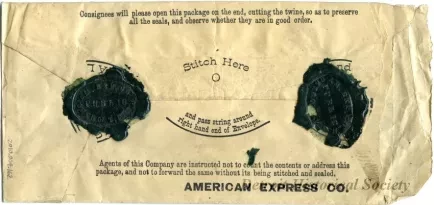 Consignees will please open this package on the end, cutting the twine, so as to preserve
all the seals, and observe whether they are in good order.
Stitch Here
and pass string around
right hand end of Envelope.
Agents of this Company are instructed not to count the contents or address this
package, and not to forward the same without its being stitched and sealed.
AMERICAN EXPRESS CO.
Detroit Historical Society